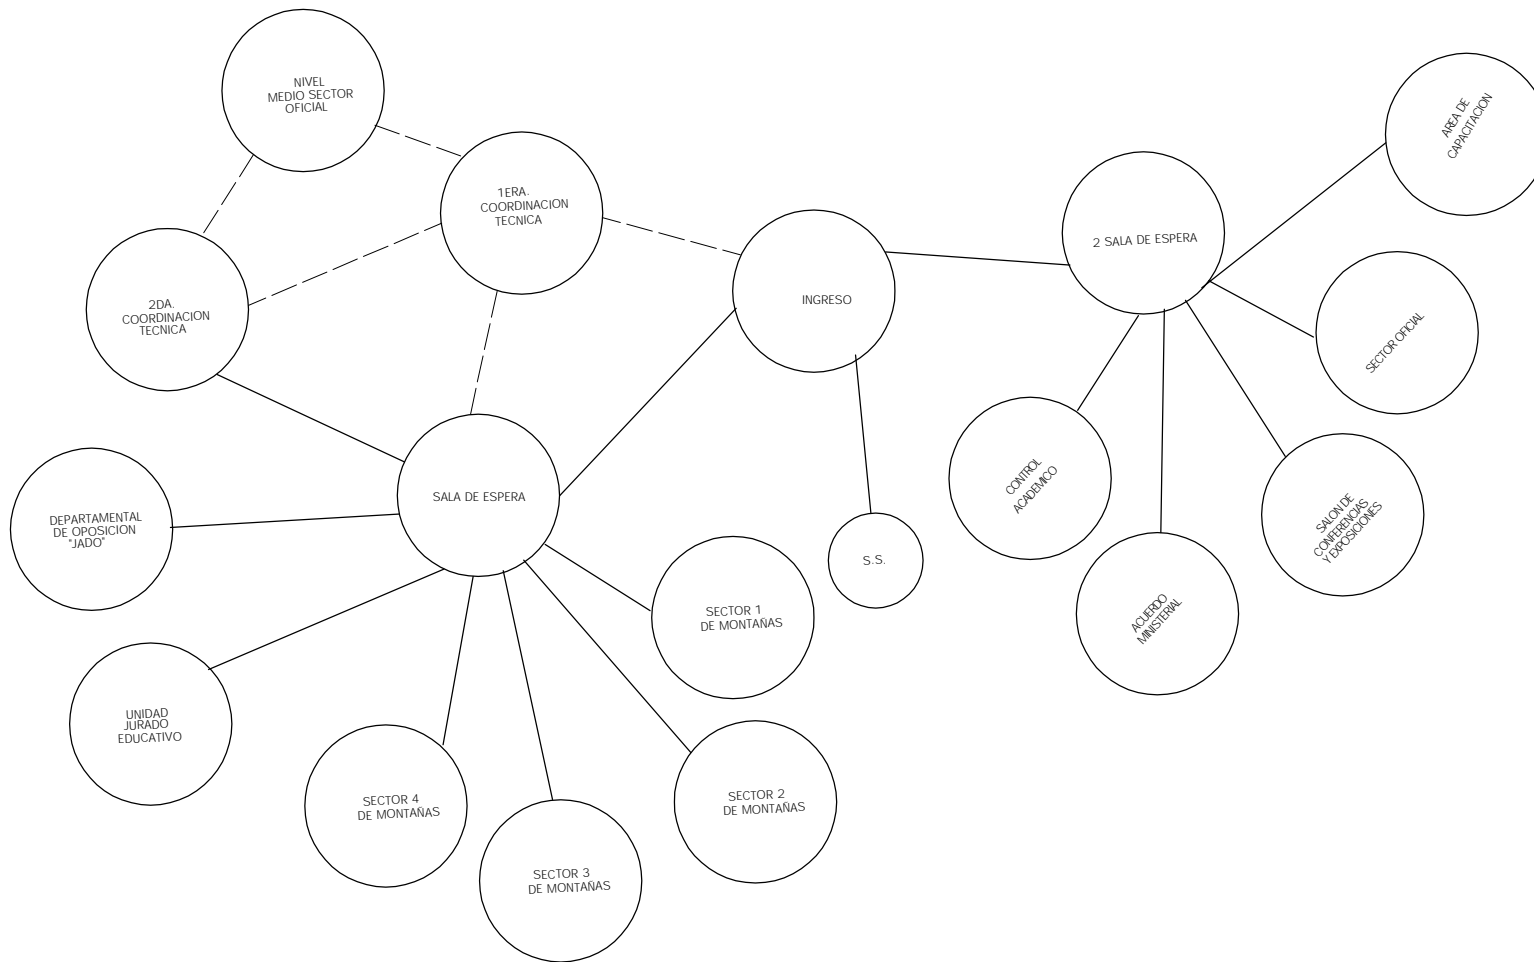 NIVEL
MEDIO SECTOR
OFICIAL
1ERA.
COORDINACION
TECNICA
2DA.
COORDINACION
TECNICA
INGRESO
2 SALA DE ESPERA
AREA DE
CAPACITACION
SECTOR OFICIAL
SALA DE ESPERA
DEPARTAMENTAL
DE OPOSICION
"JADO"
CONTROL
ACADEMICO
SALON DE
CONFERENCIAS
Y EXPOSICIONES
S.S.
ACUERDO
MINISTERIAL
SECTOR 1
DE MONTAÑAS
UNIDAD
JURADO
EDUCATIVO
SECTOR 4
DE MONTAÑAS
SECTOR 2
DE MONTAÑAS
SECTOR 3
DE MONTAÑAS